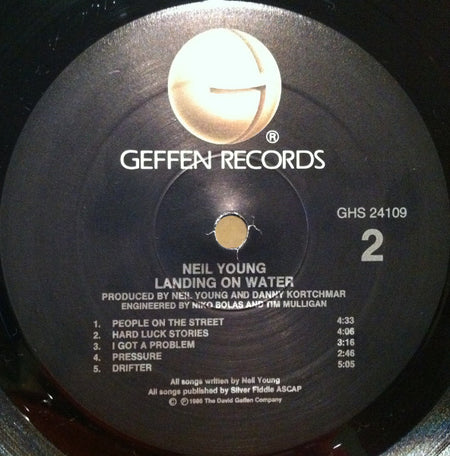 ®
GEFFEN RECORDS
GHS 24109
2
NEIL YOUNG
LANDING ON WATER
PRODUCED BY NEIL YOUNG AND DANNY KORTCHMAR
ENGINEERED BY NIKO BOLAS AND TIM MULLIGAN
1. PEOPLE ON THE STREET 4:33
2. HARD LUCK STORIES 4:06
3. I GOT A PROBLEM 3:16
4. PRESSURE 2:46
5. DRIFTER 5:05
All songs written by Neil Young
All songs published by Silver Fiddle ASCAP
© ℗ 1986 The David Geffen Company